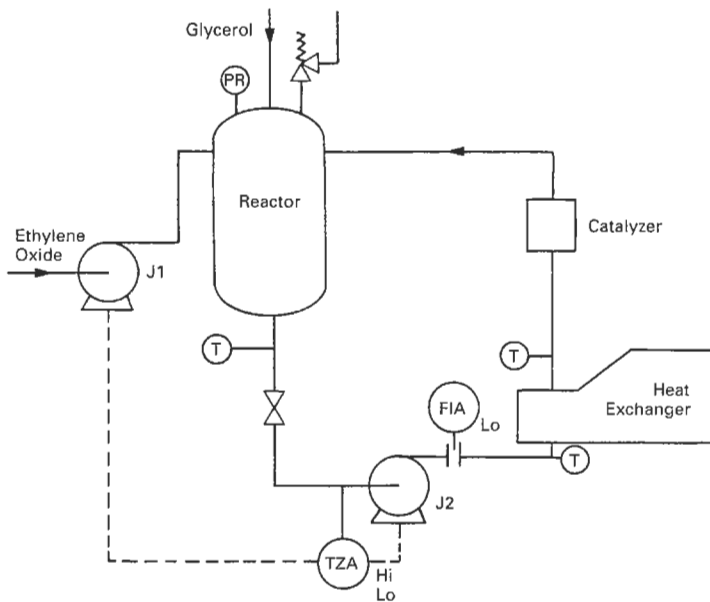 Glycerol
PR
Reactor
Ethylene
Oxide
J1
Catalyzer
T
T
Heat
Exchanger
FIA
Lo
T
J2
TZA
Hi
Lo